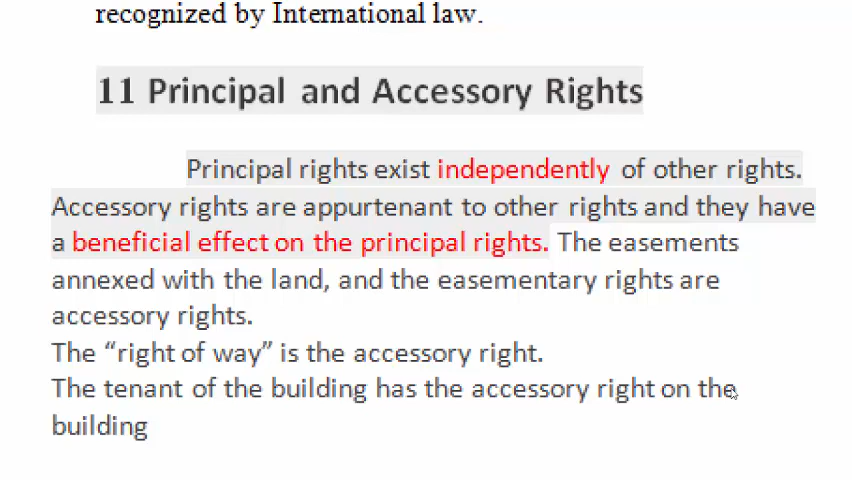 recognized by International law.
11 Principal and Accessory Rights
Principal rights exist independently of other rights.
Accessory rights are appurtenant to other rights and they have
a beneficial effect on the principal rights. The easements
annexed with the land, and the easementary rights are
accessory rights.
The “right of way” is the accessory right.
The tenant of the building has the accessory right on the
building